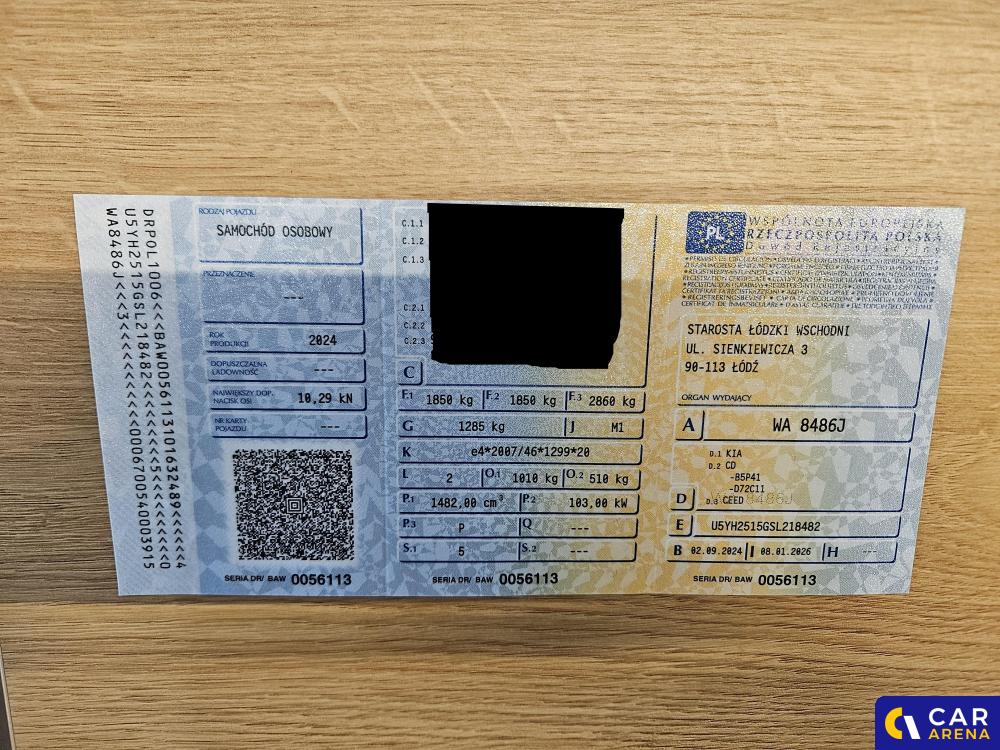 DRPOL10006<<BAW0056113101632489<<<<<<4
U5YH2515GSL218482<<<<<<<<5<<<<<<<<<<<0
WA8486J<<<3<<<<<<<<<<<<D0006700540003915
RODZAJ POJAZDU
SAMOCHÓD OSOBOWY
PRZEZNACZENIE
---
ROK PRODUKCJI 2024
DOPUSZCZALNA ŁADOWNOŚĆ ---
NAJWIĘKSZY DOP. NACISK OSI 10,29 kN
NR KARTY POJAZDU ---
SERIA DR/ BAW 0056113
C.1.1
C.1.2
C.1.3
C.2.1
C.2.2
C.2.3
C
F.1 1850 kg F.2 1850 kg F.3 2860 kg
G 1285 kg J M1
K e4*2007/46*1299*20
L 2 O.1 1010 kg O.2 510 kg
P.1 1482,00 cm³ P.2 103,00 kW
P.3 P Q ---
S.1 5 S.2 ---
SERIA DR/ BAW 0056113
PL
WSPÓLNOTA EUROPEJSKA
RZECZPOSPOLITA POLSKA
STAROSTA ŁÓDZKI WSCHODNI
UL. SIENKIEWICZA 3
90-113 ŁÓDŹ
ORGAN WYDAJĄCY
A WA 8486J
D.1 KIA
D.2 CD
-B5P41
-D72C11
D D.3 CEED
E U5YH2515GSL218482
B 02.09.2024 I 08.01.2026 H ---
SERIA DR/ BAW 0056113
CAR
ARENA